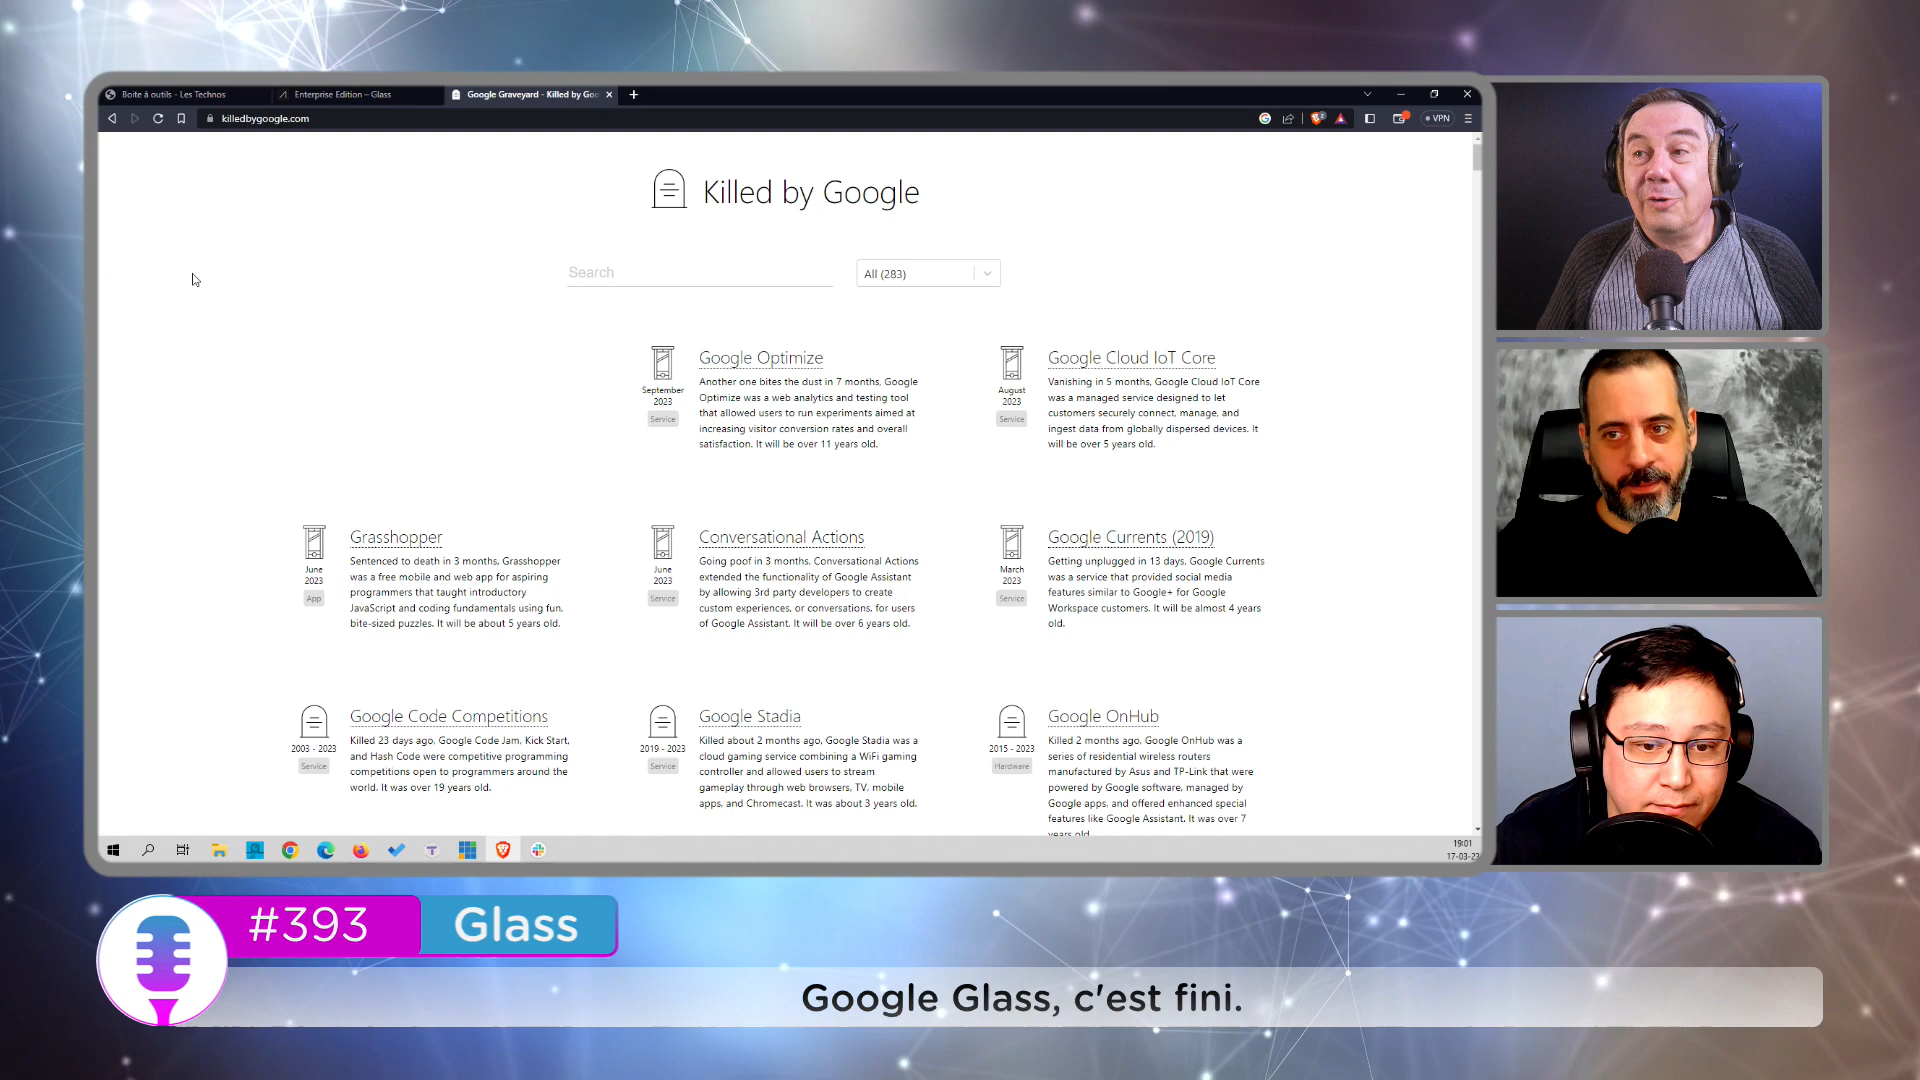 Boite à outils - Les Technos
Enterprise Edition – Glass
Google Graveyard - Killed by Goo
killedbygoogle.com
VPN
Killed by Google
Search
All (283)
Google Optimize
September
2023
Service
Another one bites the dust in 7 months, Google
Optimize was a web analytics and testing tool
that allowed users to run experiments aimed at
increasing visitor conversion rates and overall
satisfaction. It will be over 11 years old.
Google Cloud IoT Core
August
2023
Service
Vanishing in 5 months, Google Cloud IoT Core
was a managed service designed to let
customers securely connect, manage, and
ingest data from globally dispersed devices. It
will be over 5 years old.
Grasshopper
June
2023
App
Sentenced to death in 3 months, Grasshopper
was a free mobile and web app for aspiring
programmers that taught introductory
JavaScript and coding fundamentals using fun,
bite-sized puzzles. It will be about 5 years old.
Conversational Actions
June
2023
Service
Going poof in 3 months, Conversational Actions
extended the functionality of Google Assistant
by allowing 3rd party developers to create
custom experiences, or conversations, for users
of Google Assistant. It will be over 6 years old.
Google Currents (2019)
March
2023
Service
Getting unplugged in 13 days, Google Currents
was a service that provided social media
features similar to Google+ for Google
Workspace customers. It will be almost 4 years
old.
Google Code Competitions
2003 - 2023
Service
Killed 23 days ago, Google Code Jam, Kick Start,
and Hash Code were competitive programming
competitions open to programmers around the
world. It was over 19 years old.
Google Stadia
2019 - 2023
Service
Killed about 2 months ago, Google Stadia was a
cloud gaming service combining a WiFi gaming
controller and allowed users to stream
gameplay through web browsers, TV, mobile
apps, and Chromecast. It was about 3 years old.
Google OnHub
2015 - 2023
Hardware
Killed 2 months ago, Google OnHub was a
series of residential wireless routers
manufactured by Asus and TP-Link that were
powered by Google software, managed by
Google apps, and offered enhanced special
features like Google Assistant. It was over 7
years old.
19:01
17-03-23
#393
Glass
Google Glass, c'est fini.